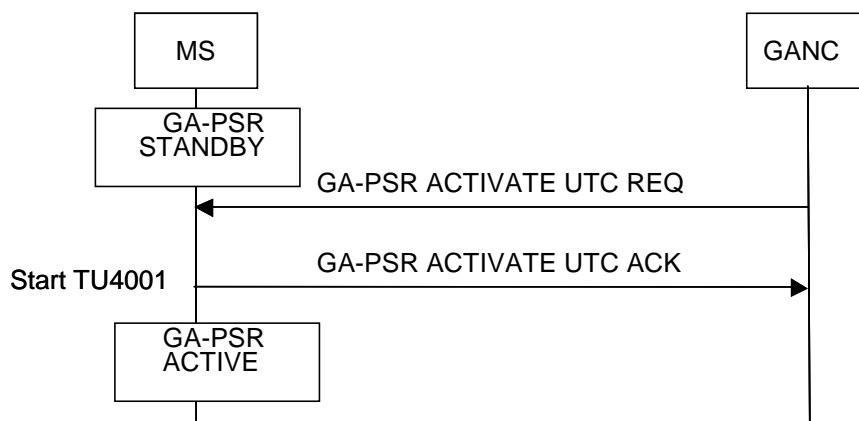 MS
GANC
GA-PSR
STANDBY
GA-PSR ACTIVATE UTC REQ
GA-PSR ACTIVATE UTC ACK
Start TU4001
GA-PSR
ACTIVE